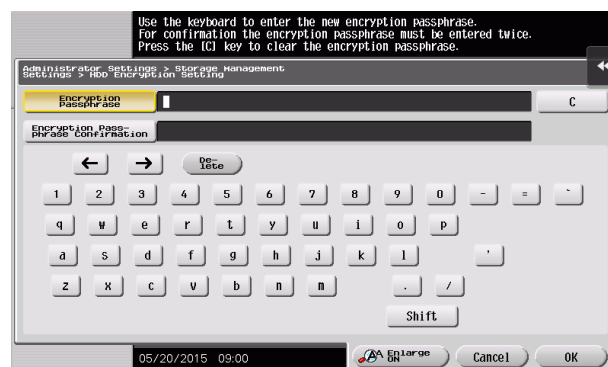 Use the keyboard to enter the new encryption passphrase.
For confirmation the encryption passphrase must be entered twice.
Press the [C] key to clear the encryption passphrase.
Administrator Settings > Storage Management
Settings > HDD Encryption Setting
Encryption
Passphrase
C
Encryption Pass-
phrase Confirmation
← → De-
lete
1 2 3 4 5 6 7 8 9 0 - = `
q w e r t y u i o p
a s d f g h j k l '
z x c v b n m . /
Shift
05/20/2015 09:00
Enlarge
ON
Cancel
OK